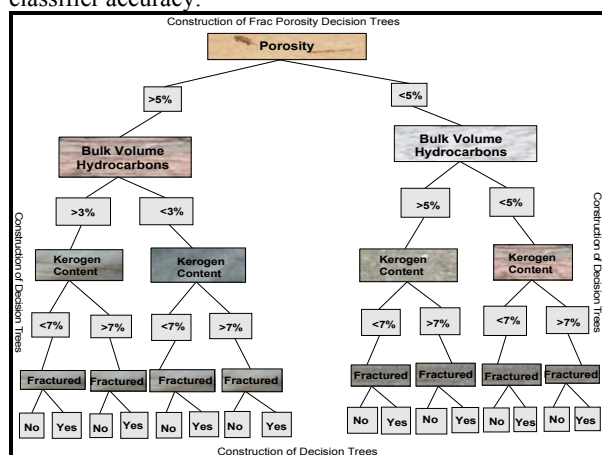 classifier accuracy.
Construction of Frac Porosity Decision Trees
Porosity
>5%
<5%
Bulk Volume
Hydrocarbons
Bulk Volume
Hydrocarbons
>3%
<3%
>5%
<5%
Kerogen
Content
Kerogen
Content
Kerogen
Content
Kerogen
Content
<7%
>7%
<7%
>7%
<7%
>7%
<7%
>7%
Fractured
Fractured
Fractured
Fractured
Fractured
Fractured
Fractured
Fractured
No
Yes
No
Yes
No
Yes
No
Yes
No
Yes
No
Yes
No
Yes
No
Yes
Construction of Decision Trees
Construction of Decision Trees
Construction of Decision Trees